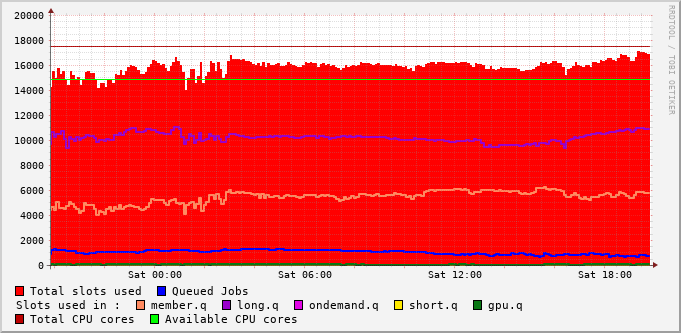 20000
18000
16000
14000
12000
10000
8000
6000
4000
2000
0
Sat 00:00 Sat 06:00 Sat 12:00 Sat 18:00
RRDTOOL / TOBI OETIKER
Total slots used Queued Jobs
Slots used in : member.q long.q ondemand.q short.q gpu.q
Total CPU cores Available CPU cores